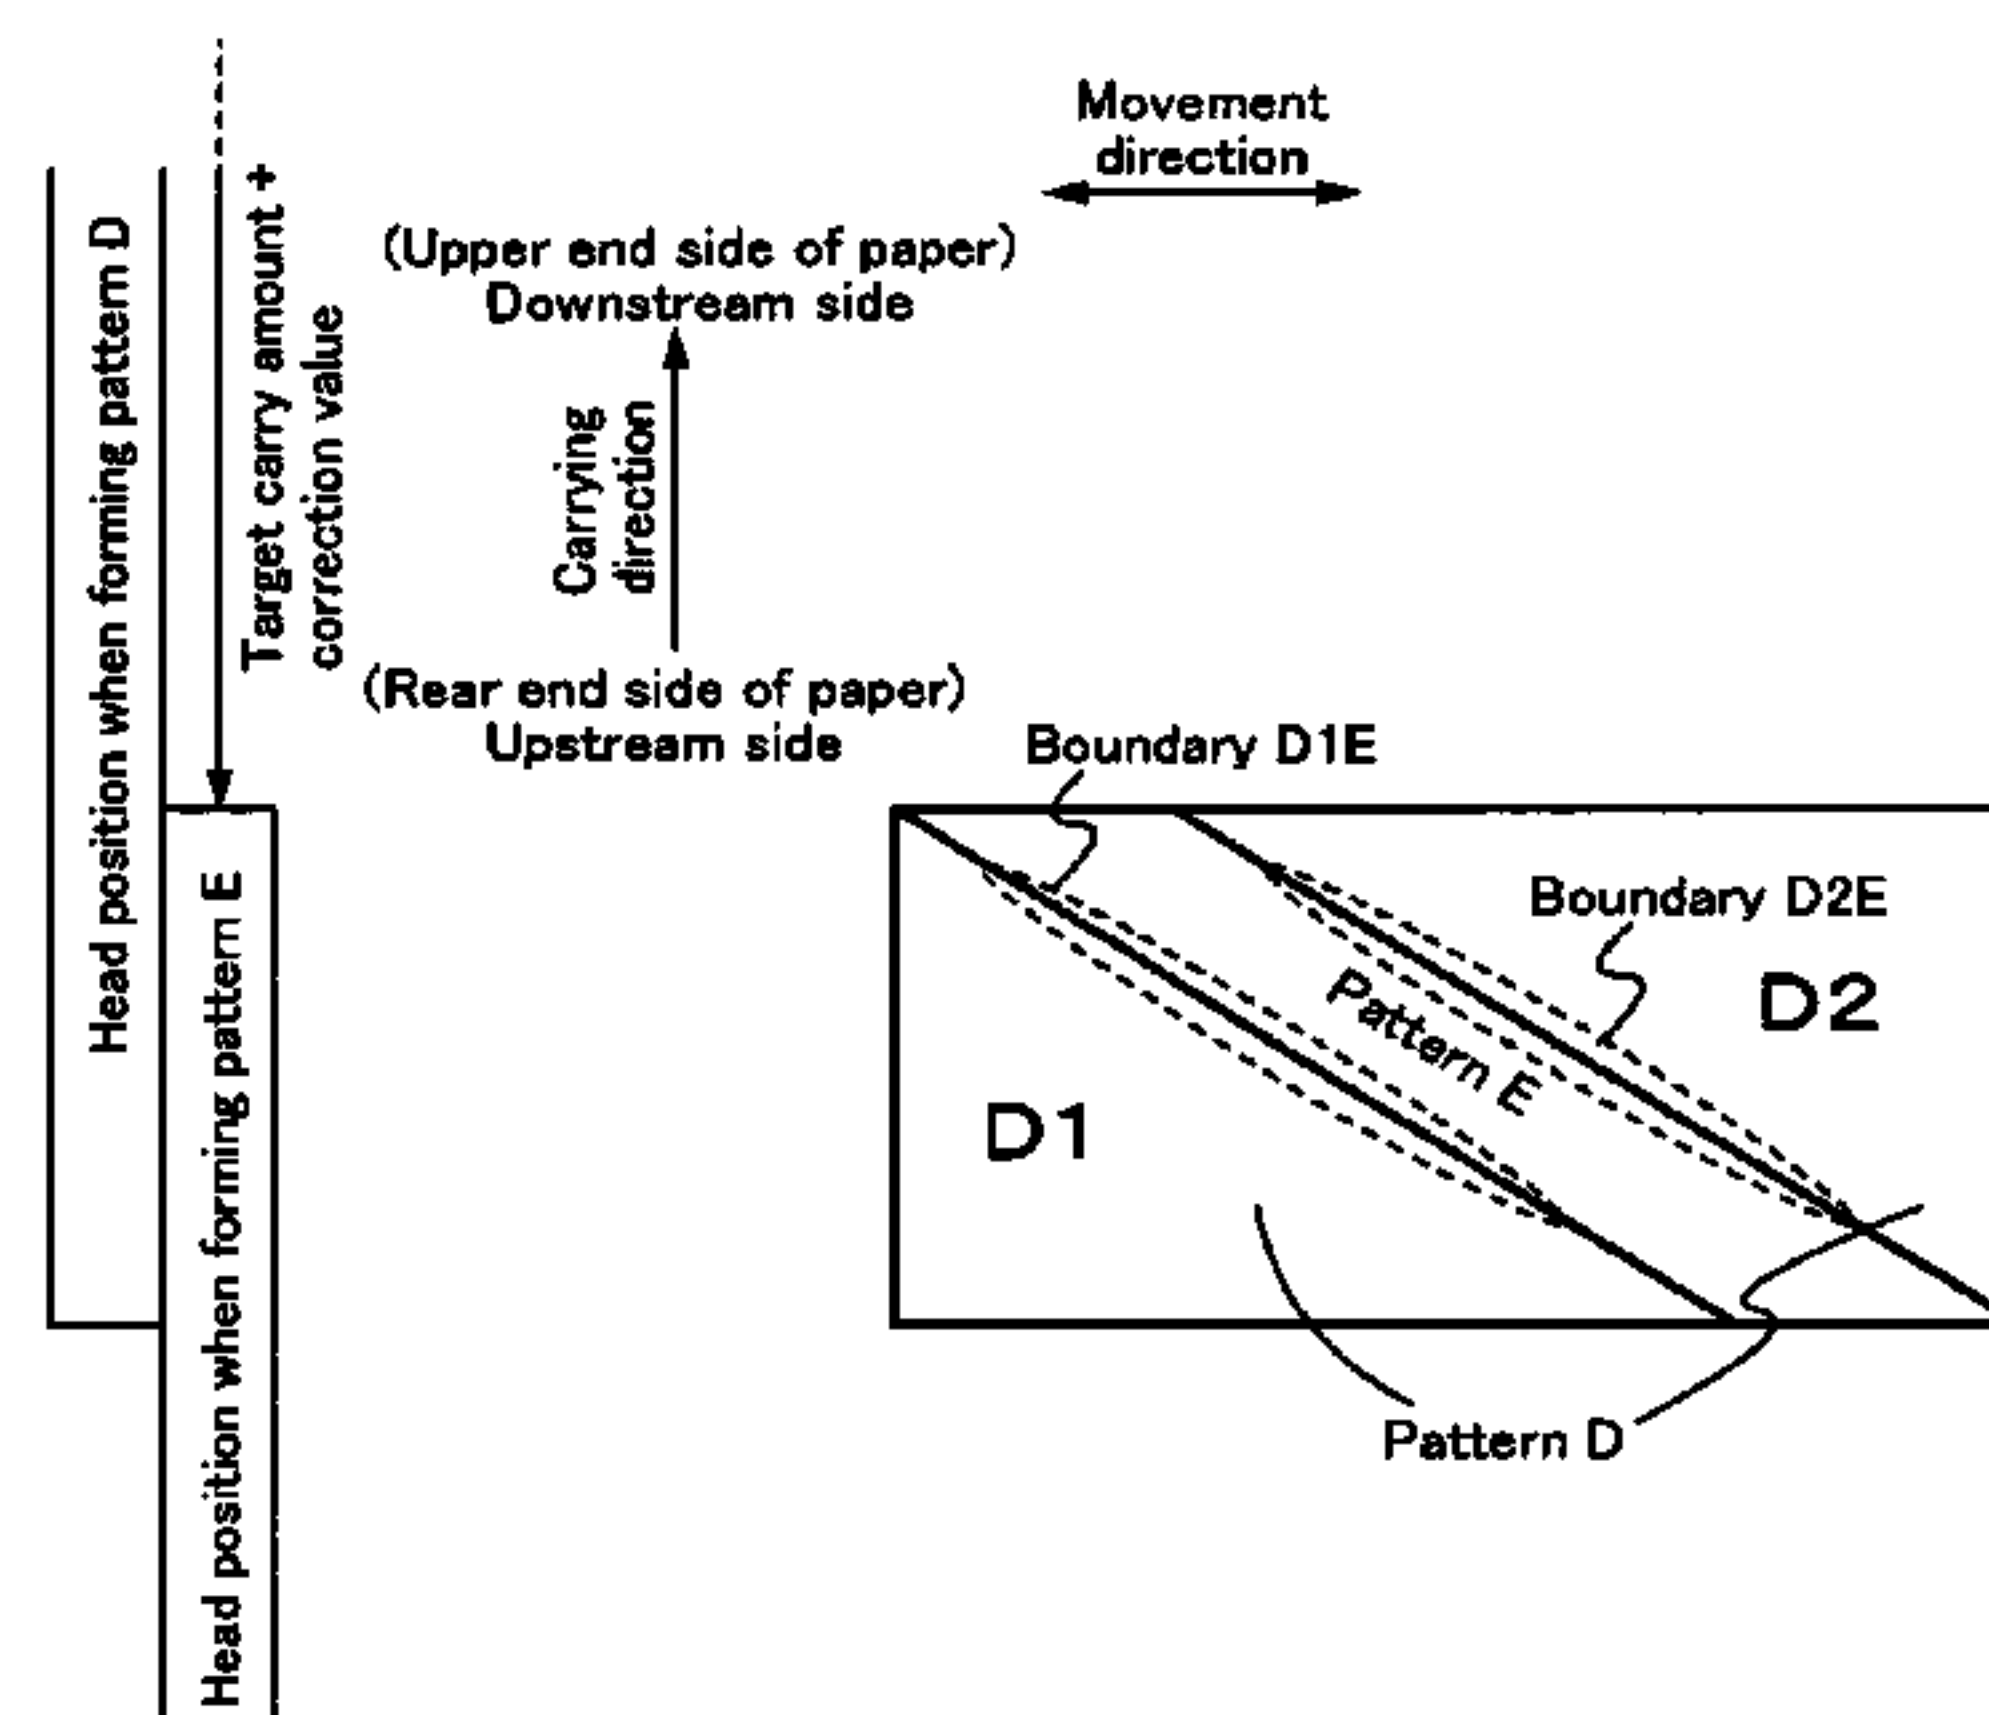 Movement
direction
Head position when forming pattern D
Target carry amount +
correction value
(Upper end side of paper)
Downstream side
Carrying
direction
(Rear end side of paper)
Upstream side
Boundary D1E
Head position when forming pattern E
Boundary D2E
D2
Pattern E
D1
Pattern D